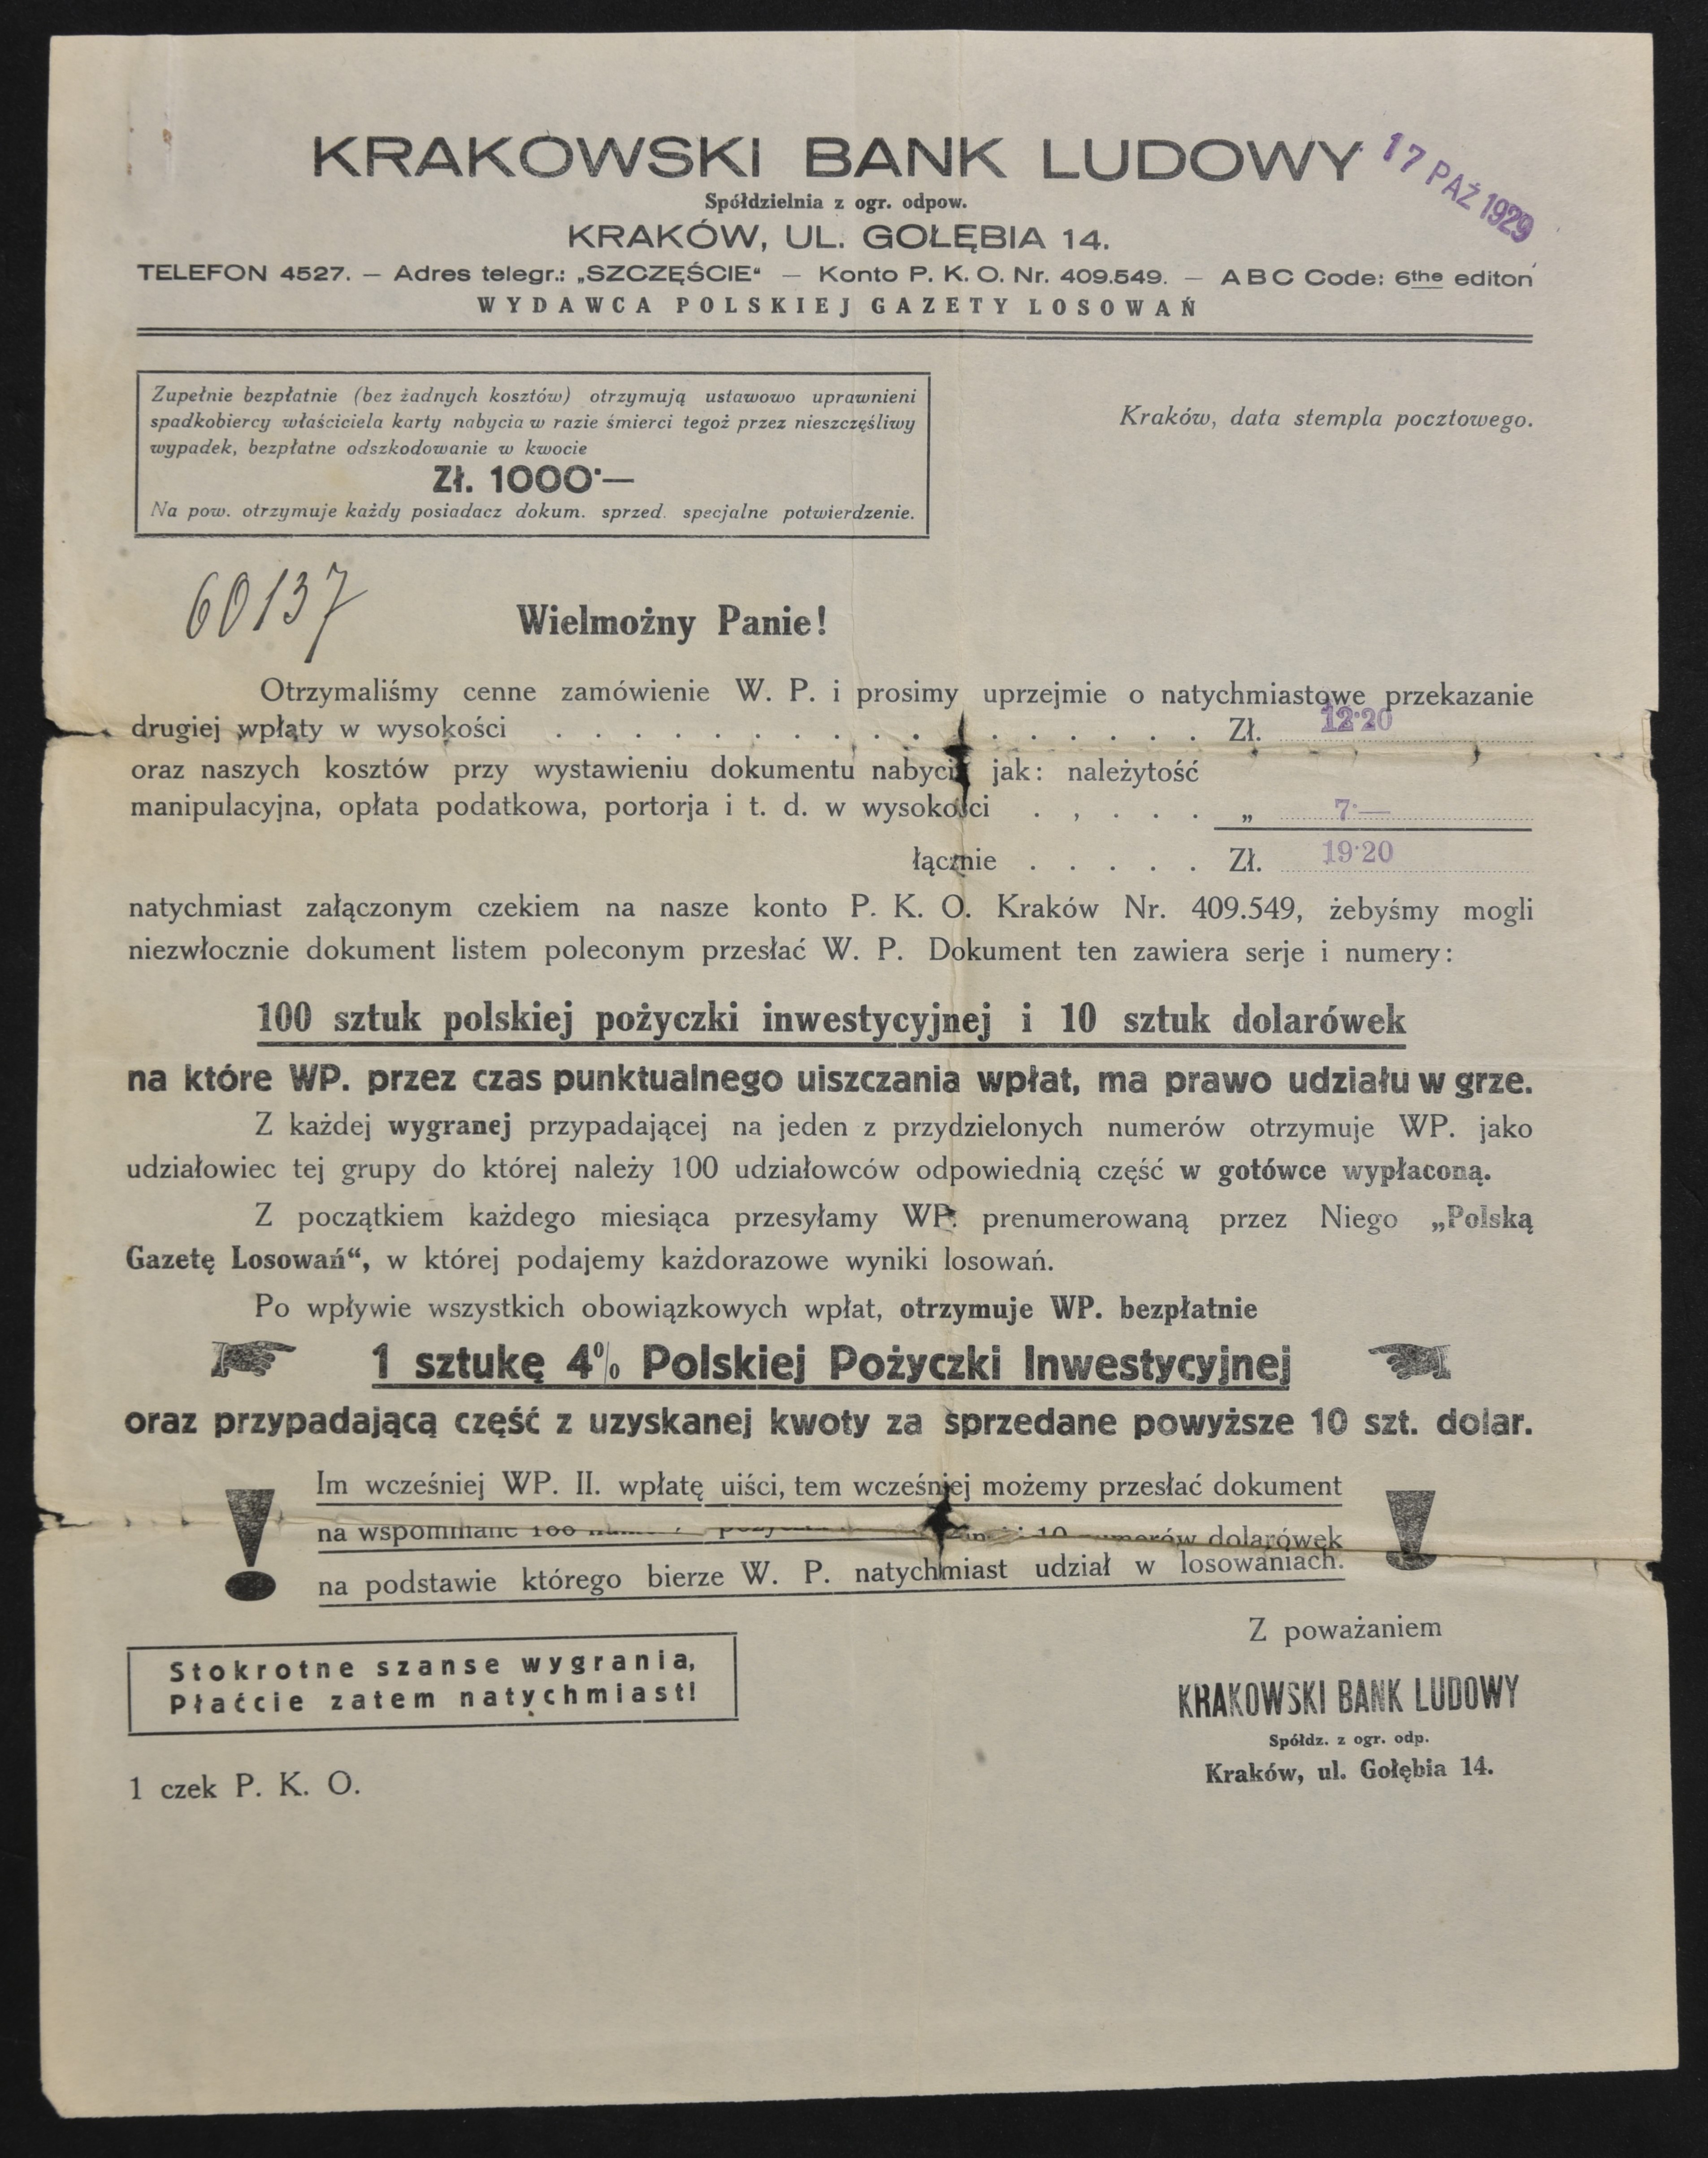 KRAKOWSKI BANK LUDOWY
17 PAŹ 1929
Spółdzielnia z ogr. odpow.
KRAKÓW, UL. GOŁĘBIA 14.
TELEFON 4527. — Adres telegr.: „SZCZĘŚCIE“ — Konto P. K. O. Nr. 409.549. — ABC Code: 6the editon
WYDAWCA POLSKIEJ GAZETY LOSOWAŃ
Zupełnie bezpłatnie (bez żadnych kosztów) otrzymują ustawowo uprawnieni
spadkobiercy właściciela karty nabycia w razie śmierci tegoż przez nieszczęśliwy
wypadek, bezpłatne odszkodowanie w kwocie
Zł. 1000·—
Na pow. otrzymuje każdy posiadacz dokum. sprzed. specjalne potwierdzenie.
Kraków, data stempla pocztowego.
60137
Wielmożny Panie!
Otrzymaliśmy cenne zamówienie W. P. i prosimy uprzejmie o natychmiastowe przekazanie
drugiej wpłaty w wysokości . . . . . . . . . . . . . . . . . . Zł. 12·20
oraz naszych kosztów przy wystawieniu dokumentu nabycia jak: należytość
manipulacyjna, opłata podatkowa, portorja i t. d. w wysokości . , . . . „ 7·—
łącznie . . . . . Zł. 19·20
natychmiast załączonym czekiem na nasze konto P. K. O. Kraków Nr. 409.549, żebyśmy mogli
niezwłocznie dokument listem poleconym przesłać W. P. Dokument ten zawiera serje i numery:
100 sztuk polskiej pożyczki inwestycyjnej i 10 sztuk dolarówek
na które WP. przez czas punktualnego uiszczania wpłat, ma prawo udziału w grze.
Z każdej wygranej przypadającej na jeden z przydzielonych numerów otrzymuje WP. jako
udziałowiec tej grupy do której należy 100 udziałowców odpowiednią część w gotówce wypłaconą.
Z początkiem każdego miesiąca przesyłamy WP. prenumerowaną przez Niego „Polską
Gazetę Losowań“, w której podajemy każdorazowe wyniki losowań.
Po wpływie wszystkich obowiązkowych wpłat, otrzymuje WP. bezpłatnie
1 sztukę 4% Polskiej Pożyczki Inwestycyjnej
oraz przypadającą część z uzyskanej kwoty za sprzedane powyższe 10 szt. dolar.
Im wcześniej WP. II. wpłatę uiści, tem wcześniej możemy przesłać dokument
na wspomniane 100 i 10 numerów dolarówek
na podstawie którego bierze W. P. natychmiast udział w losowaniach.
! !
Z poważaniem
Stokrotne szanse wygrania,
Płaćcie zatem natychmiast!
KRAKOWSKI BANK LUDOWY
Spółdz. z ogr. odp.
Kraków, ul. Gołębia 14.
1 czek P. K. O.